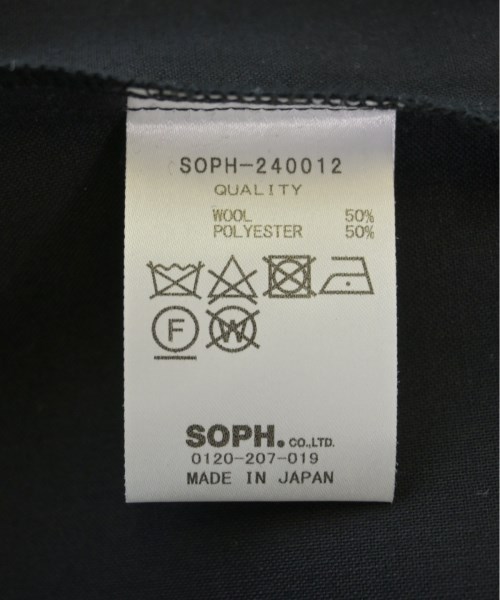 SOPH-240012
QUALITY
WOOL 50%
POLYESTER 50%
F W
SOPH. CO.,LTD.
0120-207-019
MADE IN JAPAN